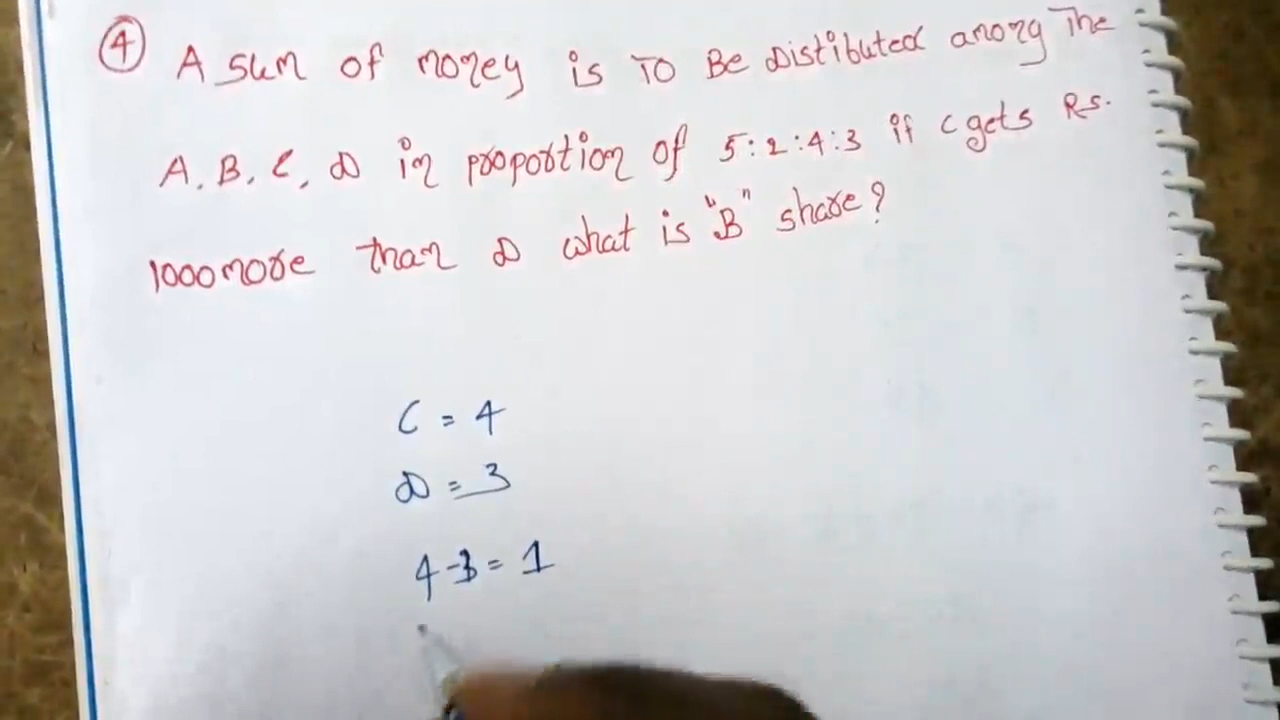 4 A sum of money is To Be Distibuted among The
A. B. C. D in proportion of 5:2:4:3 if C gets Rs.
1000 more than D what is "B" share?
C = 4
D = 3
4-3 = 1